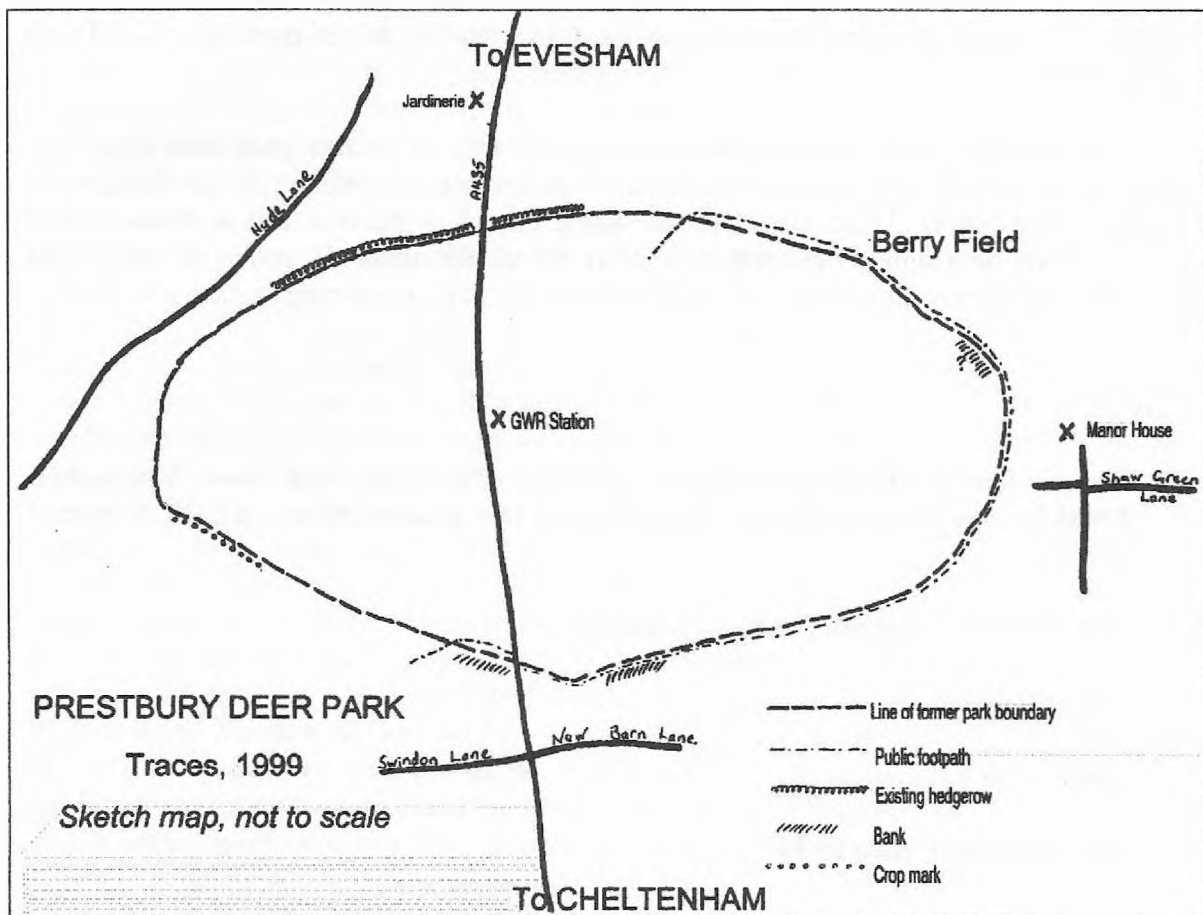 To EVESHAM
Jardinerie
A435
Hyde Lane
Berry Field
GWR Station
Manor House
Shaw Green
Lane
PRESTBURY DEER PARK
Traces, 1999
Sketch map, not to scale
Swindon Lane
New Barn Lane
Line of former park boundary
Public footpath
Existing hedgerow
Bank
Crop mark
To CHELTENHAM